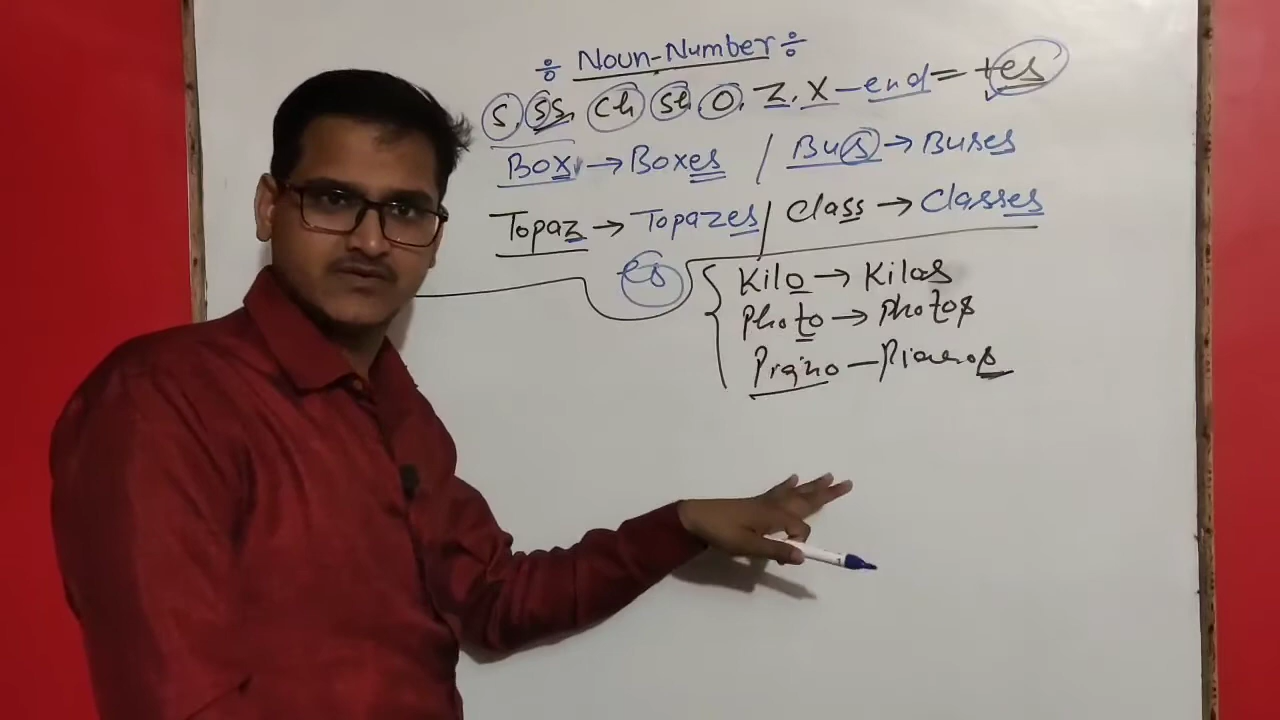 ÷ Noun-Number ÷
S, SS, Ch, Sh, O, Z, X - end = +es
Box → Boxes / Bus → Buses
Topaz → Topazes / Class → Classes
es { Kilo → Kilos
Photo → Photos
Piano - Pianos